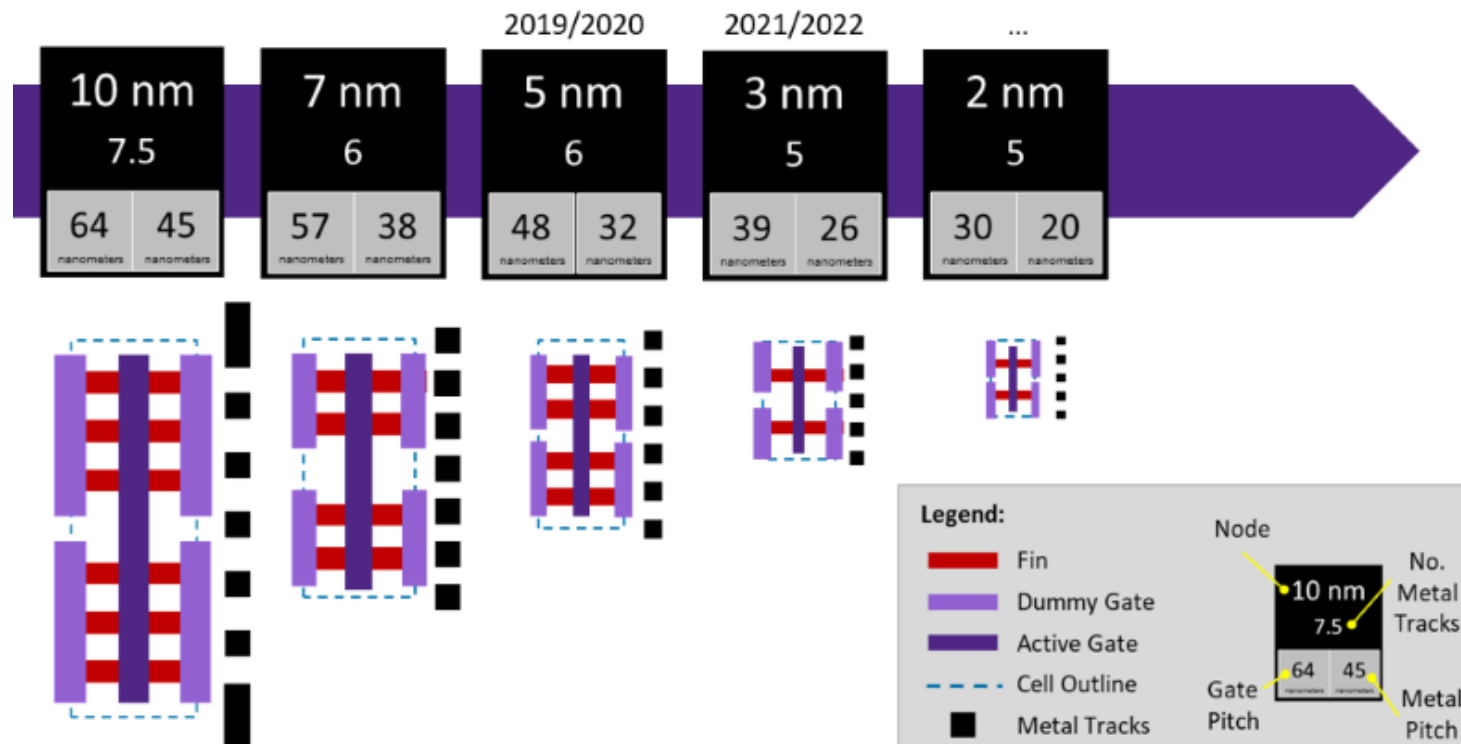 2019/2020
2021/2022
...
10 nm
7.5
64
nanometers
45
nanometers
7 nm
6
57
nanometers
38
nanometers
5 nm
6
48
nanometers
32
nanometers
3 nm
5
39
nanometers
26
nanometers
2 nm
5
30
nanometers
20
nanometers
Legend:
Fin
Dummy Gate
Active Gate
Cell Outline
Metal Tracks
Node
No.
Metal
Tracks
10 nm
7.5
64
nanometers
45
nanometers
Gate
Pitch
Metal
Pitch